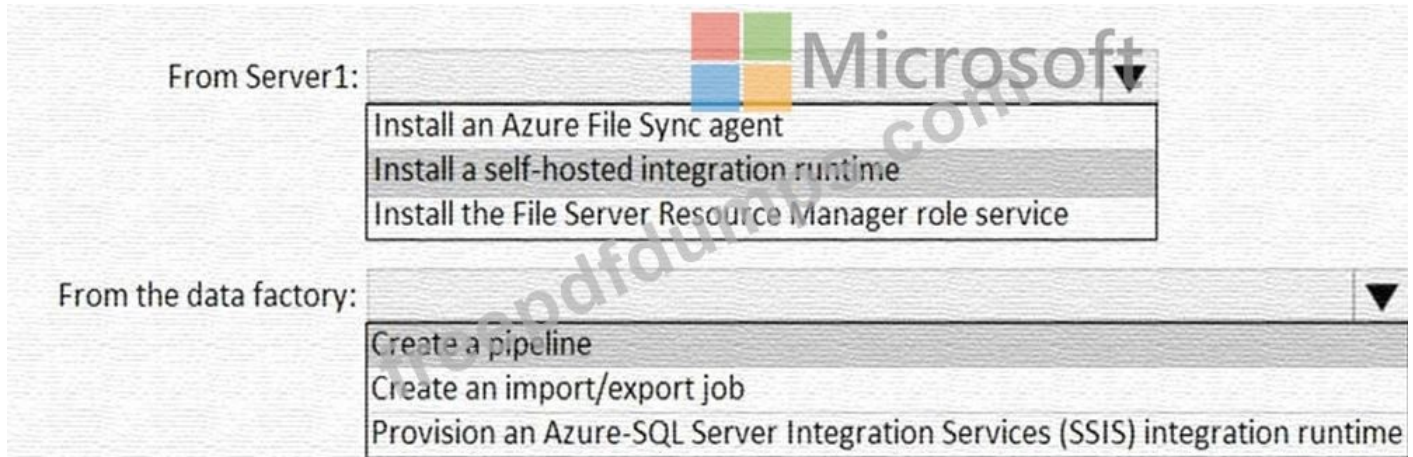 Microsoft
From Server1:
Install an Azure File Sync agent
Install a self-hosted integration runtime
Install the File Server Resource Manager role service
From the data factory:
Create a pipeline
Create an import/export job
Provision an Azure-SQL Server Integration Services (SSIS) integration runtime
freepdfdumps.com